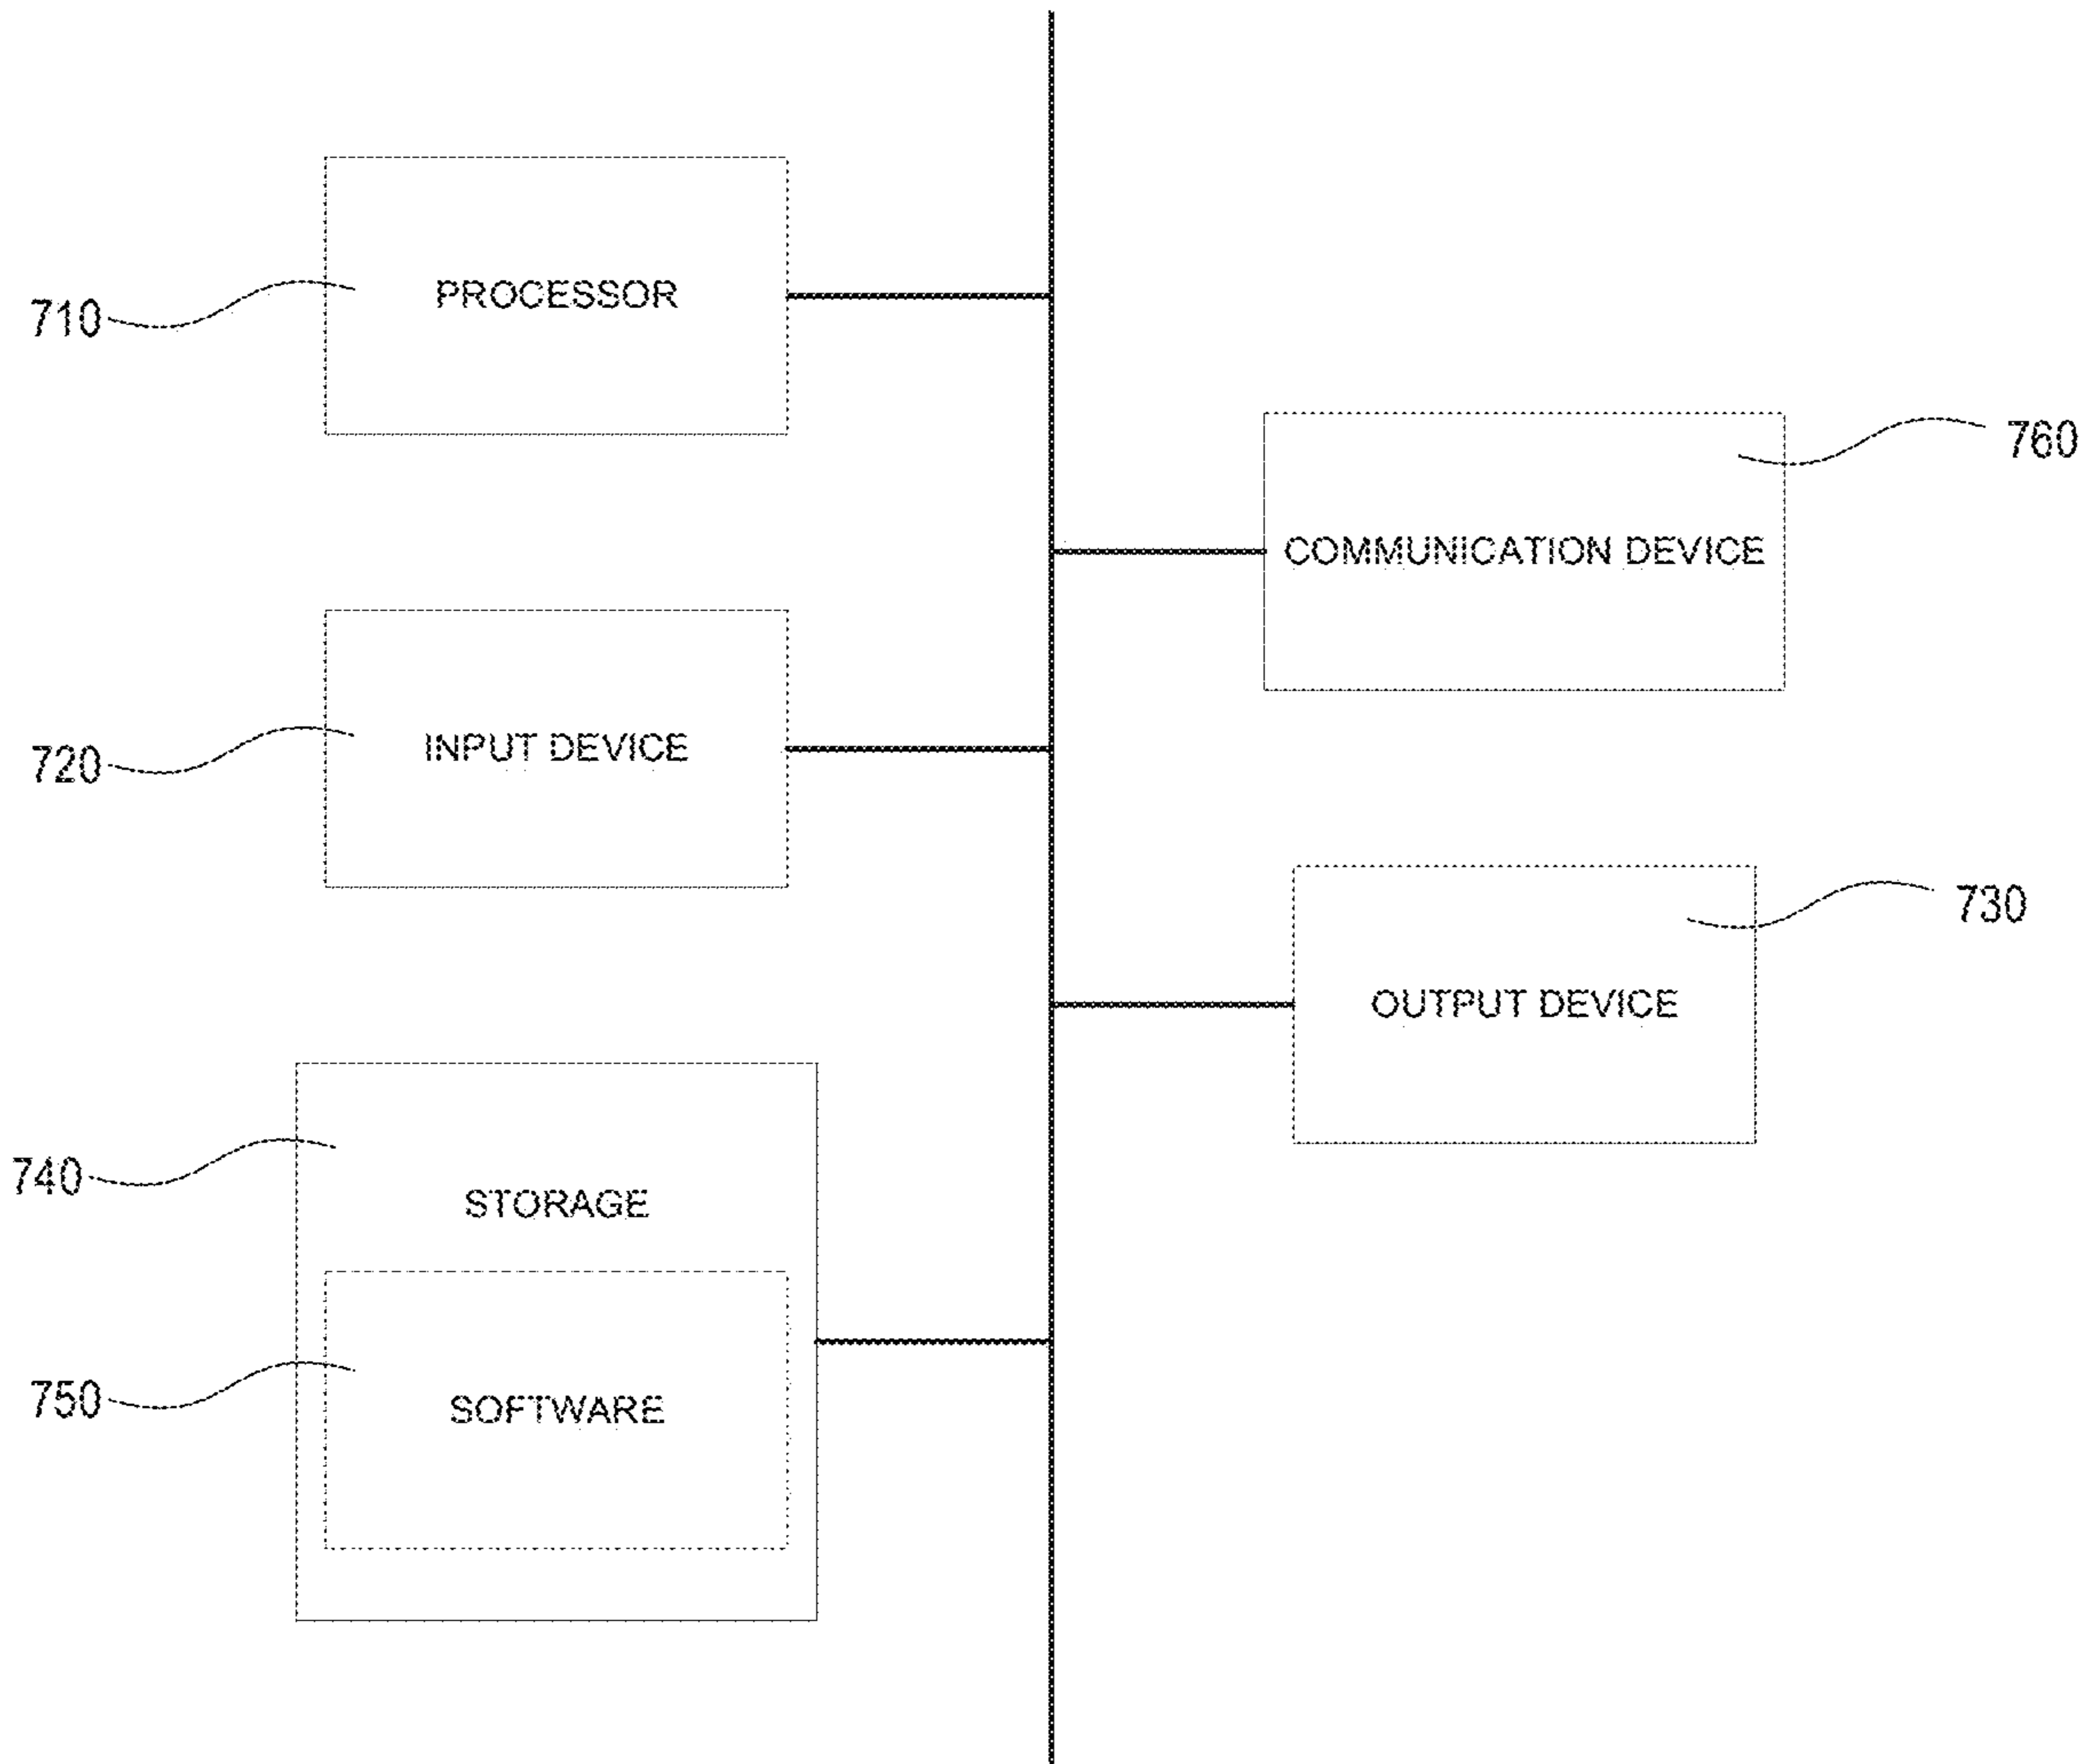 PROCESSOR
710
760
COMMUNICATION DEVICE
INPUT DEVICE
720
730
OUTPUT DEVICE
740
STORAGE
750
SOFTWARE